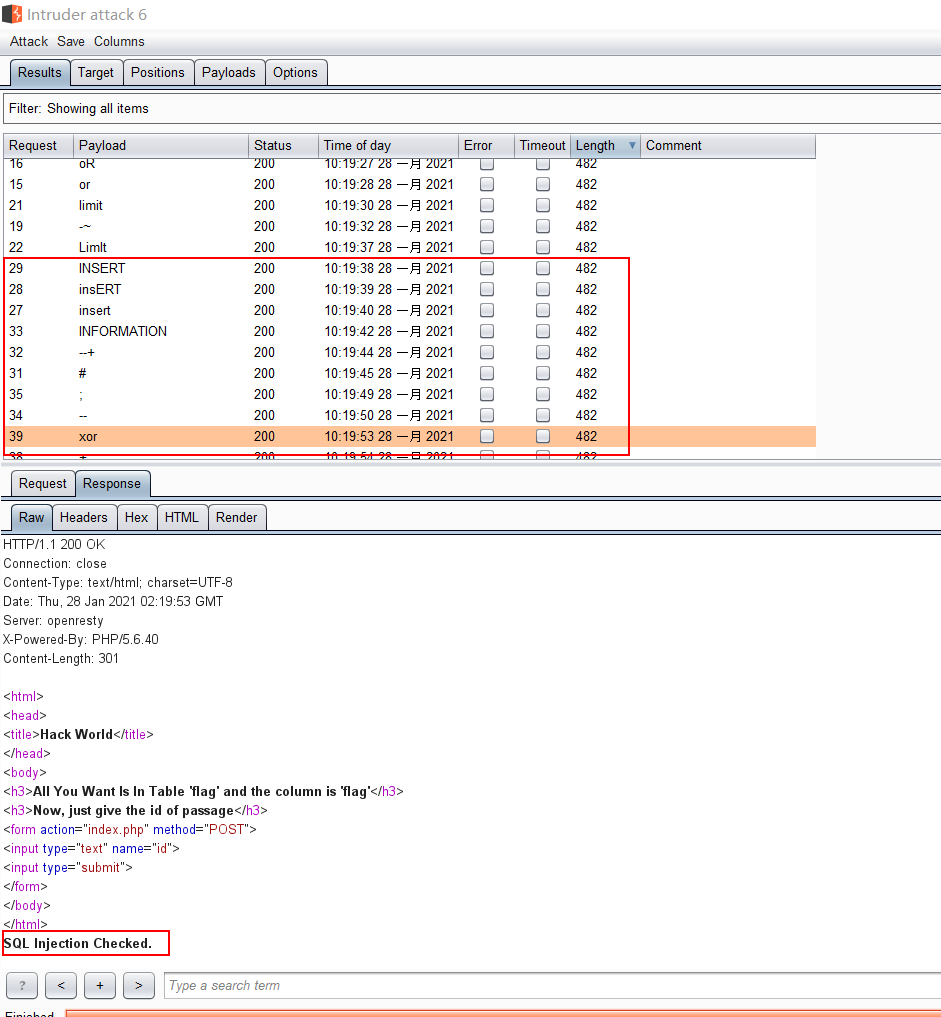 Intruder attack 6
Attack Save Columns
Results Target Positions Payloads Options
Filter: Showing all items
Request Payload Status Time of day Error Timeout Length Comment
16 oR 200 10:19:27 28 一月 2021 482
15 or 200 10:19:28 28 一月 2021 482
21 limit 200 10:19:30 28 一月 2021 482
19 -~ 200 10:19:32 28 一月 2021 482
22 LimIt 200 10:19:37 28 一月 2021 482
29 INSERT 200 10:19:38 28 一月 2021 482
28 insERT 200 10:19:39 28 一月 2021 482
27 insert 200 10:19:40 28 一月 2021 482
33 INFORMATION 200 10:19:42 28 一月 2021 482
32 --+ 200 10:19:44 28 一月 2021 482
31 # 200 10:19:45 28 一月 2021 482
35 ; 200 10:19:49 28 一月 2021 482
34 -- 200 10:19:50 28 一月 2021 482
39 xor 200 10:19:53 28 一月 2021 482
38 + 200 10:19:54 28 一月 2021 482
Request Response
Raw Headers Hex HTML Render
HTTP/1.1 200 OK
Connection: close
Content-Type: text/html; charset=UTF-8
Date: Thu, 28 Jan 2021 02:19:53 GMT
Server: openresty
X-Powered-By: PHP/5.6.40
Content-Length: 301
<html>
<head>
<title>Hack World</title>
</head>
<body>
<h3>All You Want Is In Table 'flag' and the column is 'flag'</h3>
<h3>Now, just give the id of passage</h3>
<form action="index.php" method="POST">
<input type="text" name="id">
<input type="submit">
</form>
</body>
</html>
SQL Injection Checked.
? < + > Type a search term
Finished